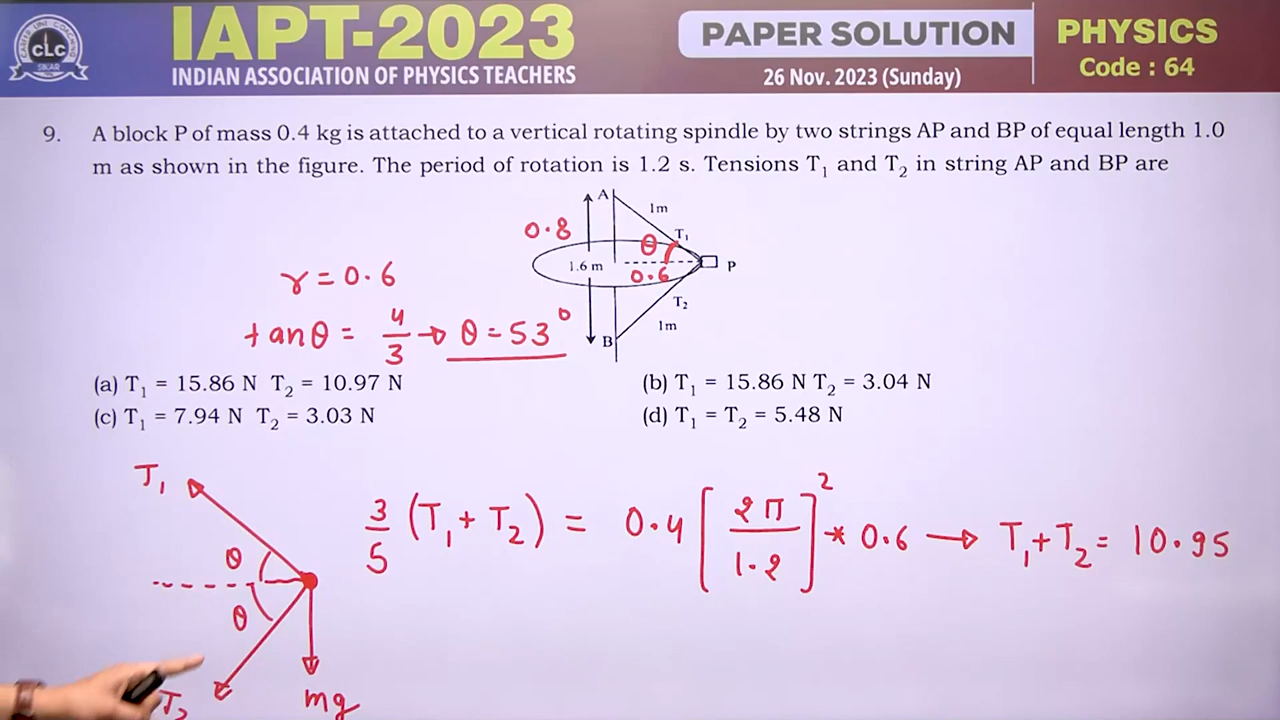 CAREER LINE COACHING
CLC
SIKAR
IAPT-2023
INDIAN ASSOCIATION OF PHYSICS TEACHERS
PAPER SOLUTION
26 Nov. 2023 (Sunday)
PHYSICS
Code : 64
9. A block P of mass 0.4 kg is attached to a vertical rotating spindle by two strings AP and BP of equal length 1.0
m as shown in the figure. The period of rotation is 1.2 s. Tensions T₁ and T₂ in string AP and BP are
A
1m
0.8
T₁
θ
1.6 m
0.6
P
T₂
1m
B
r = 0.6
tanθ = 4/3 → θ = 53°
(a) T₁ = 15.86 N T₂ = 10.97 N
(b) T₁ = 15.86 N T₂ = 3.04 N
(c) T₁ = 7.94 N T₂ = 3.03 N
(d) T₁ = T₂ = 5.48 N
T₁
θ
θ
T₂
mg
3/5 (T₁ + T₂) = 0.4 [2π/1.2]² * 0.6 → T₁+T₂ = 10.95